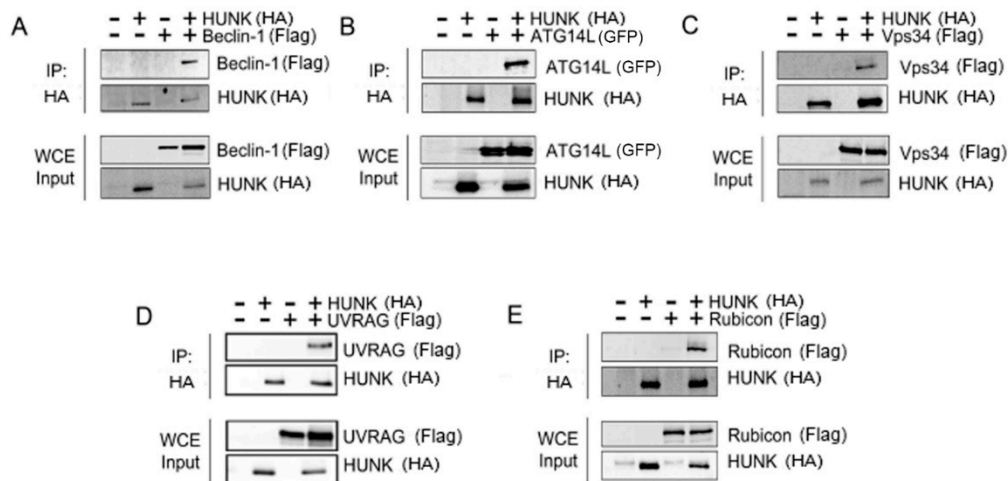 A
- + - + HUNK (HA)
- - + + Beclin-1 (Flag)
IP:
HA
Beclin-1 (Flag)
HUNK (HA)
WCE
Input
Beclin-1 (Flag)
HUNK (HA)
B
- + - + HUNK (HA)
- - + + ATG14L (GFP)
IP:
HA
ATG14L (GFP)
HUNK (HA)
WCE
Input
ATG14L (GFP)
HUNK (HA)
C
- + - + HUNK (HA)
- - + + Vps34 (Flag)
IP:
HA
Vps34 (Flag)
HUNK (HA)
WCE
Input
Vps34 (Flag)
HUNK (HA)
D
- + - + HUNK (HA)
- - + + UVRAG (Flag)
IP:
HA
UVRAG (Flag)
HUNK (HA)
WCE
Input
UVRAG (Flag)
HUNK (HA)
E
- + - + HUNK (HA)
- - + + Rubicon (Flag)
IP:
HA
Rubicon (Flag)
HUNK (HA)
WCE
Input
Rubicon (Flag)
HUNK (HA)